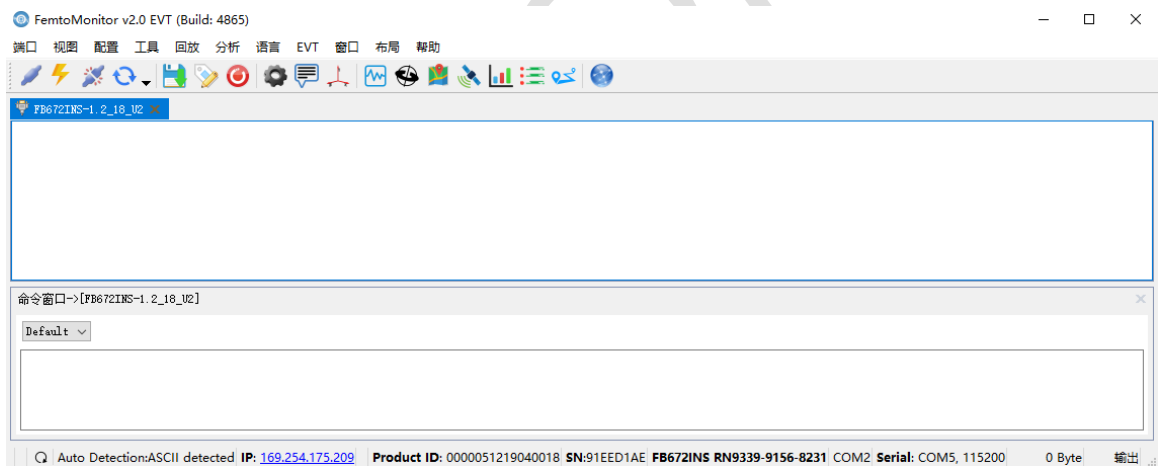 FemtoMonitor v2.0 EVT (Build: 4865)
端口 视图 配置 工具 回放 分析 语言 EVT 窗口 布局 帮助
FB672INS-1.2_18_U2
命令窗口->[FB672INS-1.2_18_U2]
Default
Auto Detection:ASCII detected IP: 169.254.175.209 Product ID: 0000051219040018 SN:91EED1AE FB672INS RN9339-9156-8231 COM2 Serial: COM5, 115200 0 Byte 输出